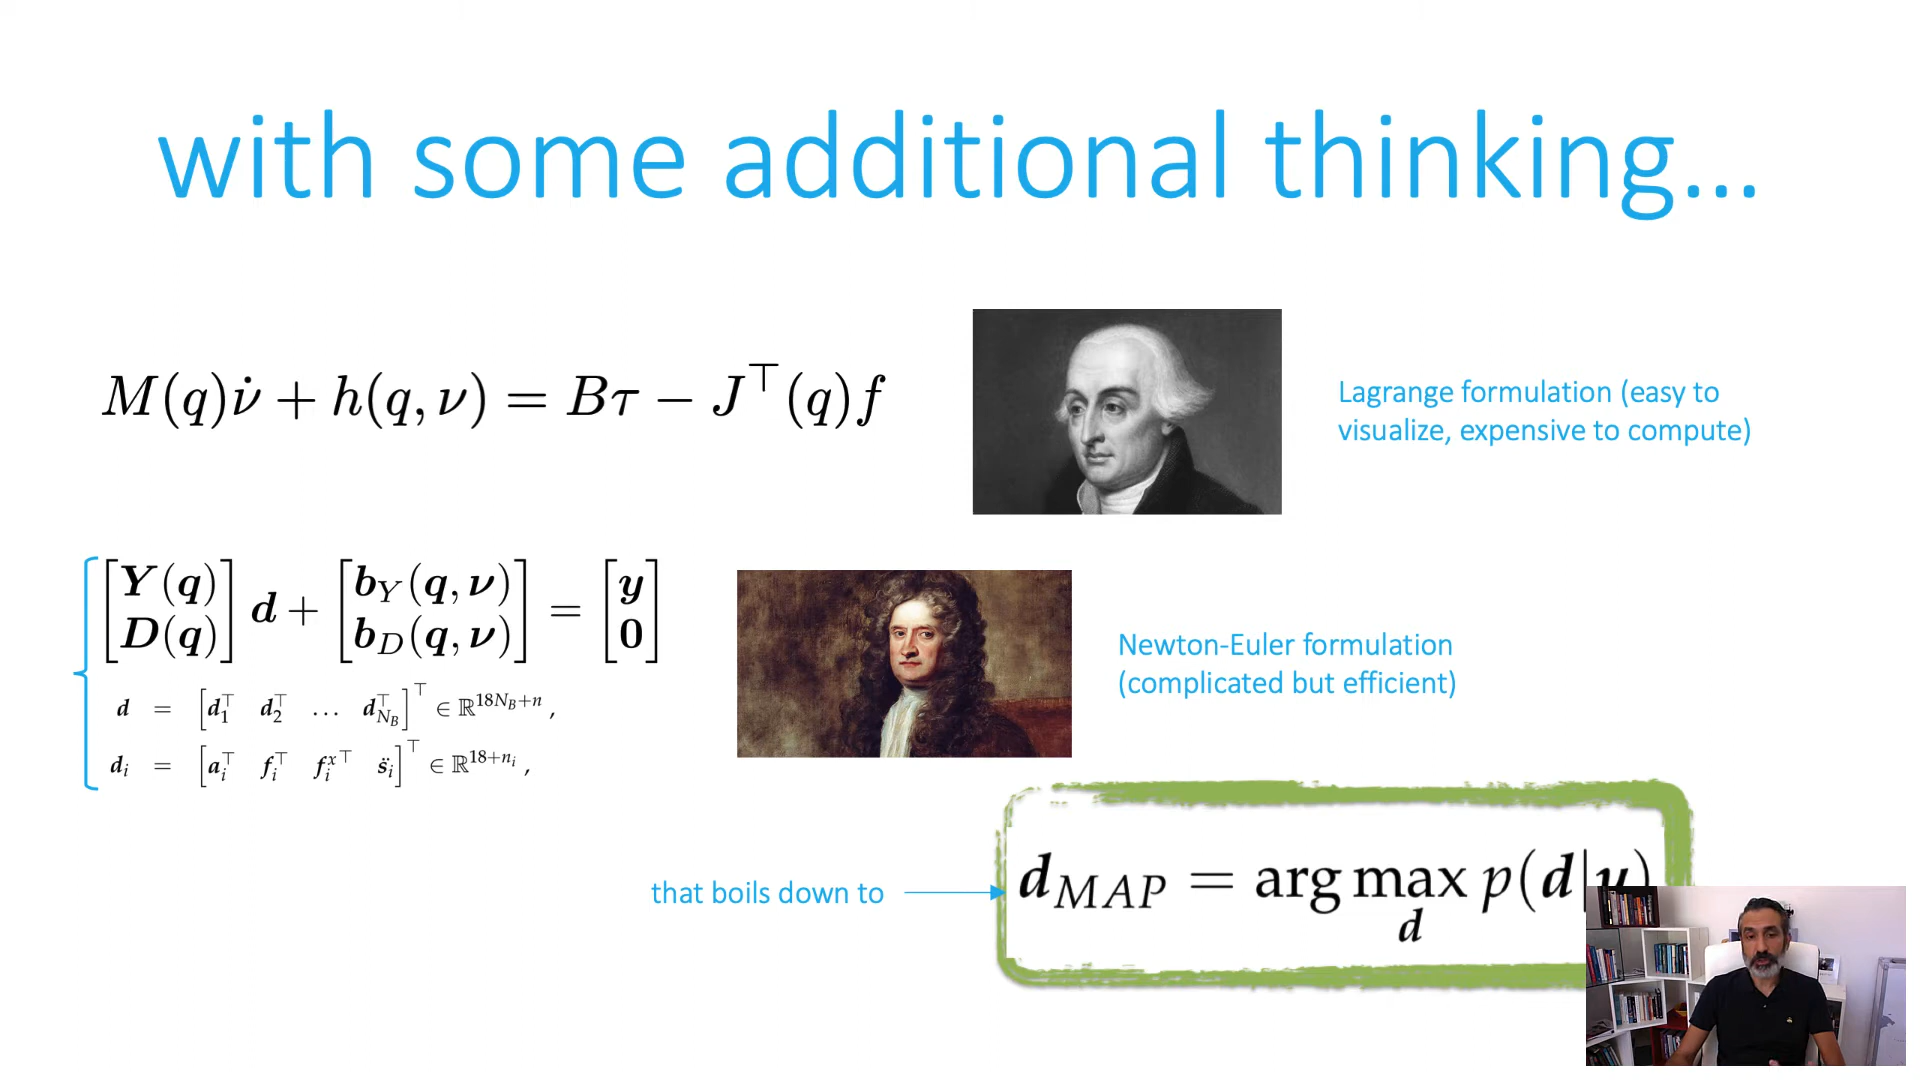 with some additional thinking...
M(q)ν̇ + h(q, ν) = Bτ − J⊤(q)f
Lagrange formulation (easy to
visualize, expensive to compute)
[Y(q) D(q)] d + [b_Y(q, ν) b_D(q, ν)] = [y 0]
Newton-Euler formulation
(complicated but efficient)
d = [d₁⊤ d₂⊤ … d_{N_B}⊤]⊤ ∈ ℝ^{18N_B+n} ,
d_i = [a_i⊤ f_i⊤ f_i^x⊤ s̈_i]⊤ ∈ ℝ^{18+n_i} ,
that boils down to
d_MAP = arg max_d p(d|y)